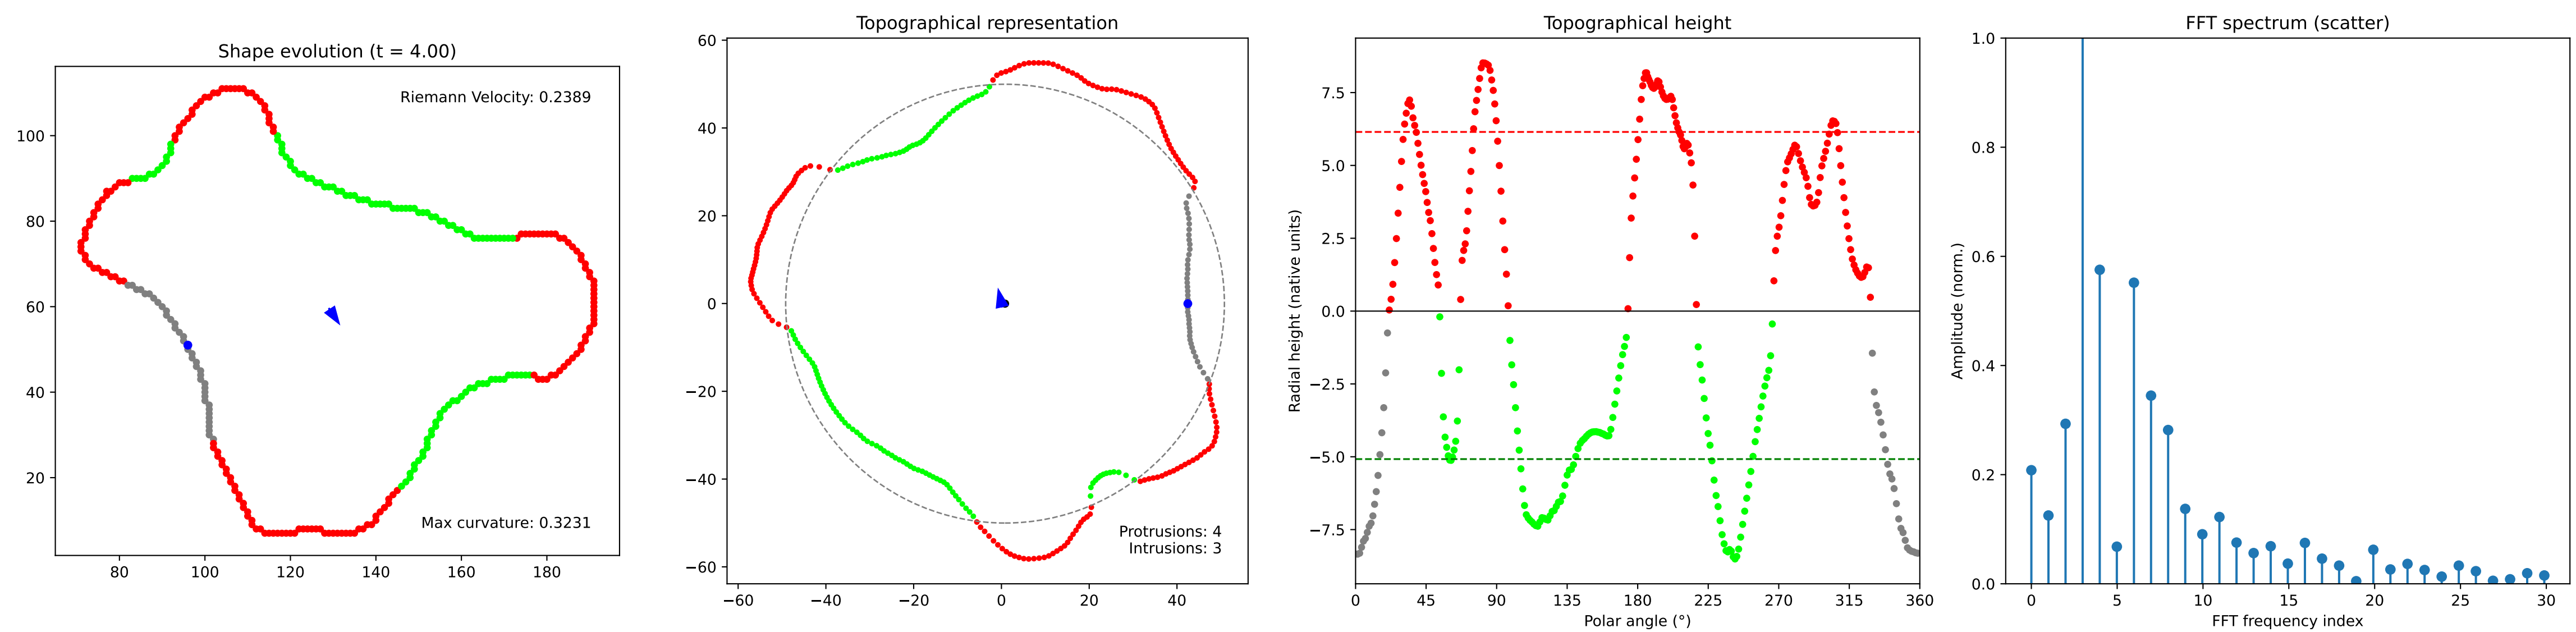 Shape evolution (t = 4.00)
Riemann Velocity: 0.2389
Max curvature: 0.3231
100
80
60
40
20
80 100 120 140 160 180
Topographical representation
60
40
20
0
−20
−40
−60
Protrusions: 4
Intrusions: 3
−60 −40 −20 0 20 40
Topographical height
Radial height (native units)
7.5
5.0
2.5
0.0
−2.5
−5.0
−7.5
0 45 90 135 180 225 270 315 360
Polar angle (°)
FFT spectrum (scatter)
Amplitude (norm.)
1.0
0.8
0.6
0.4
0.2
0.0
0 5 10 15 20 25 30
FFT frequency index